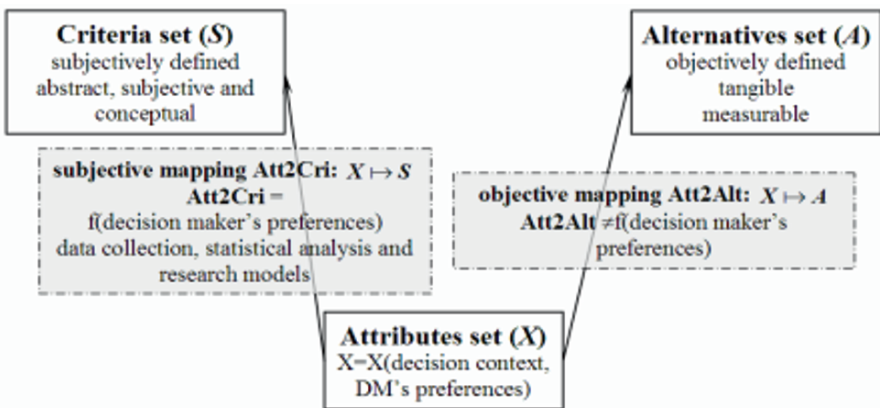 Criteria set (S)
subjectively defined
abstract, subjective and
conceptual
Alternatives set (A)
objectively defined
tangible
measurable
subjective mapping Att2Cri: X ↦ S
Att2Cri =
f(decision maker's preferences)
data collection, statistical analysis and
research models
objective mapping Att2Alt: X ↦ A
Att2Alt ≠f(decision maker's
preferences)
Attributes set (X)
X=X(decision context,
DM's preferences)